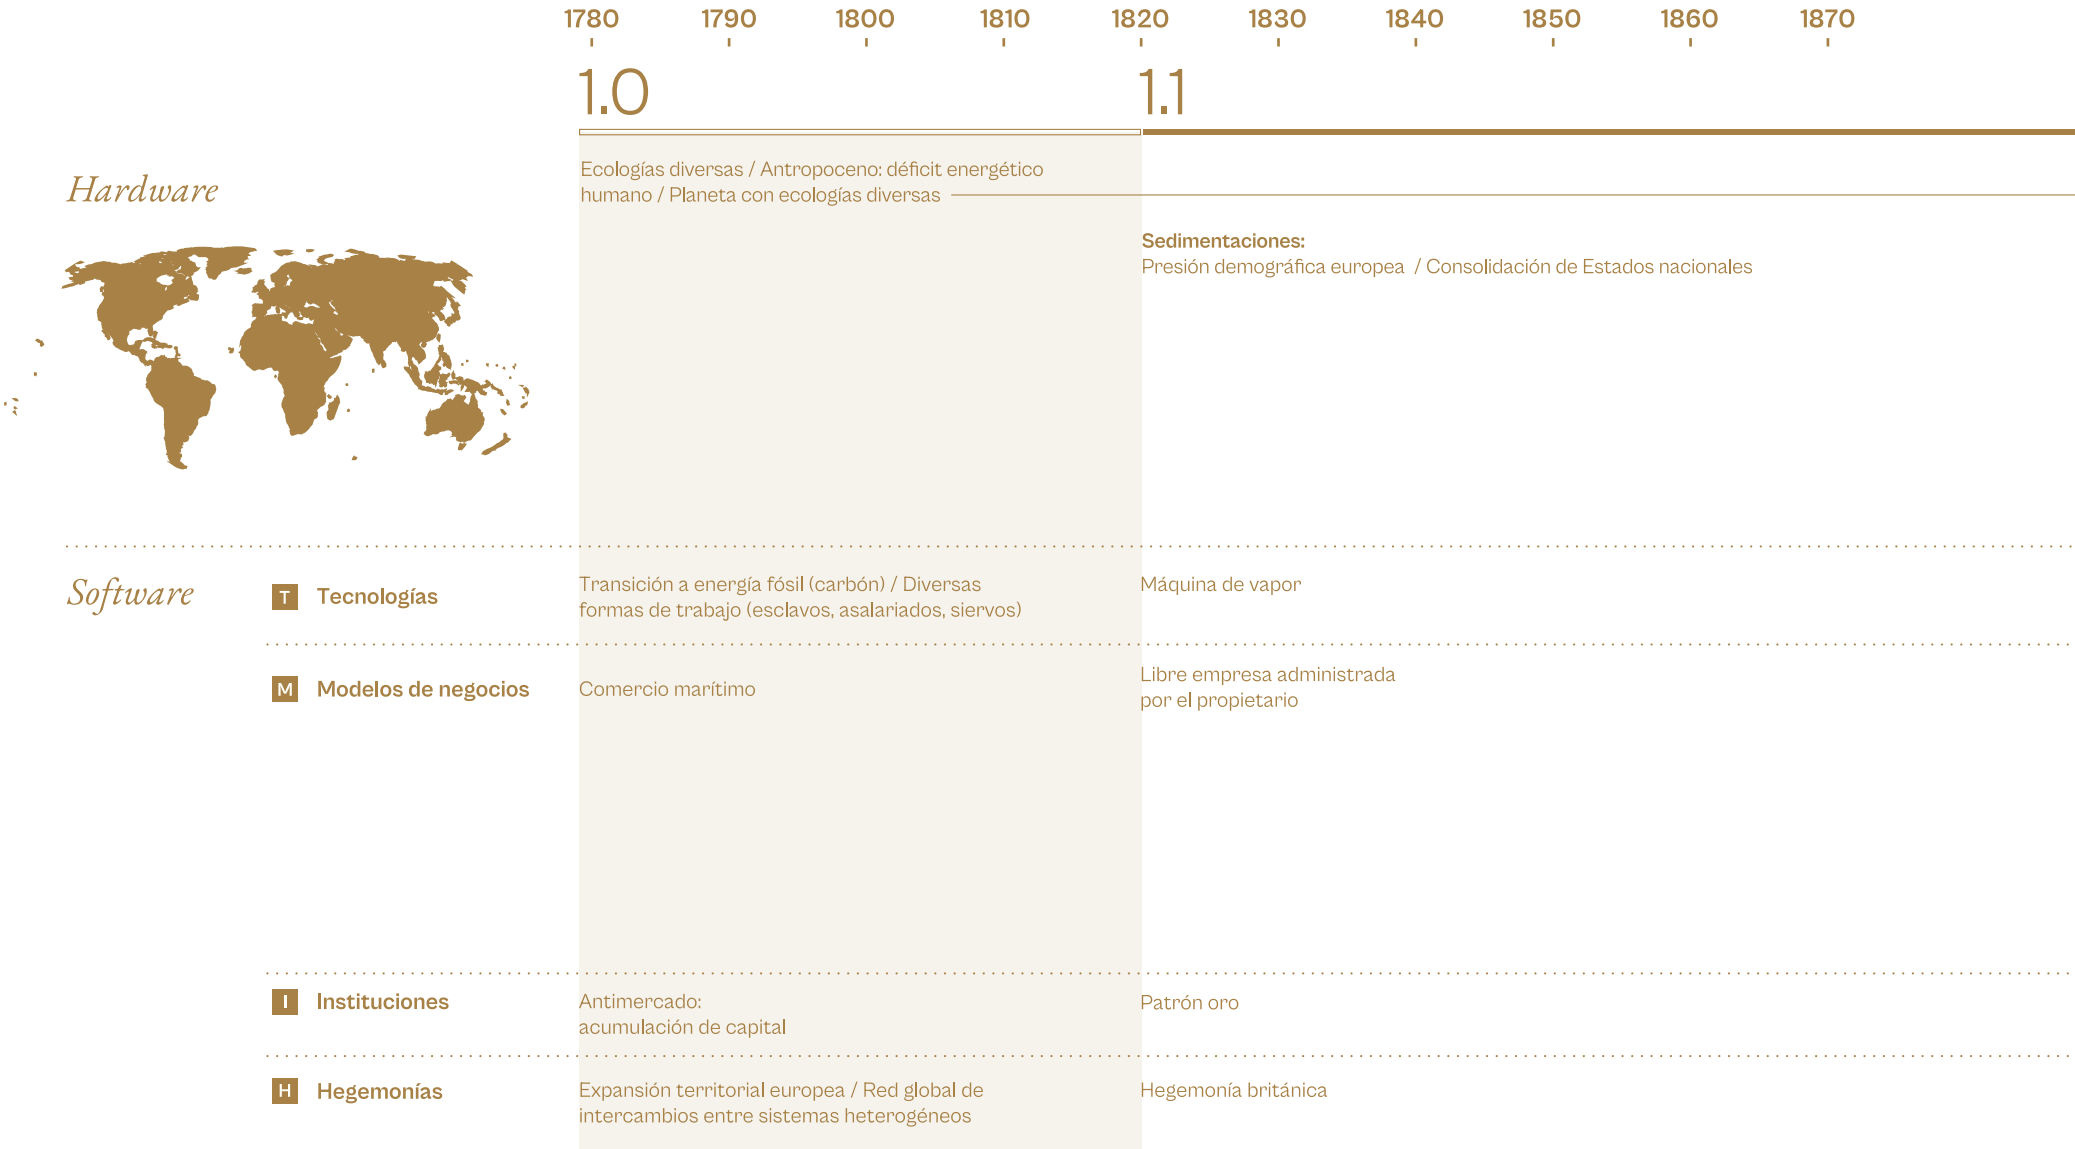 1780 1790 1800 1810 1820 1830 1840 1850 1860 1870
1.0 1.1
Hardware
Ecologías diversas / Antropoceno: déficit energético
humano / Planeta con ecologías diversas
Sedimentaciones:
Presión demográfica europea / Consolidación de Estados nacionales
Software
T Tecnologías
Transición a energía fósil (carbón) / Diversas
formas de trabajo (esclavos, asalariados, siervos)
Máquina de vapor
M Modelos de negocios
Comercio marítimo
Libre empresa administrada
por el propietario
I Instituciones
Antimercado:
acumulación de capital
Patrón oro
H Hegemonías
Expansión territorial europea / Red global de
intercambios entre sistemas heterogéneos
Hegemonía británica